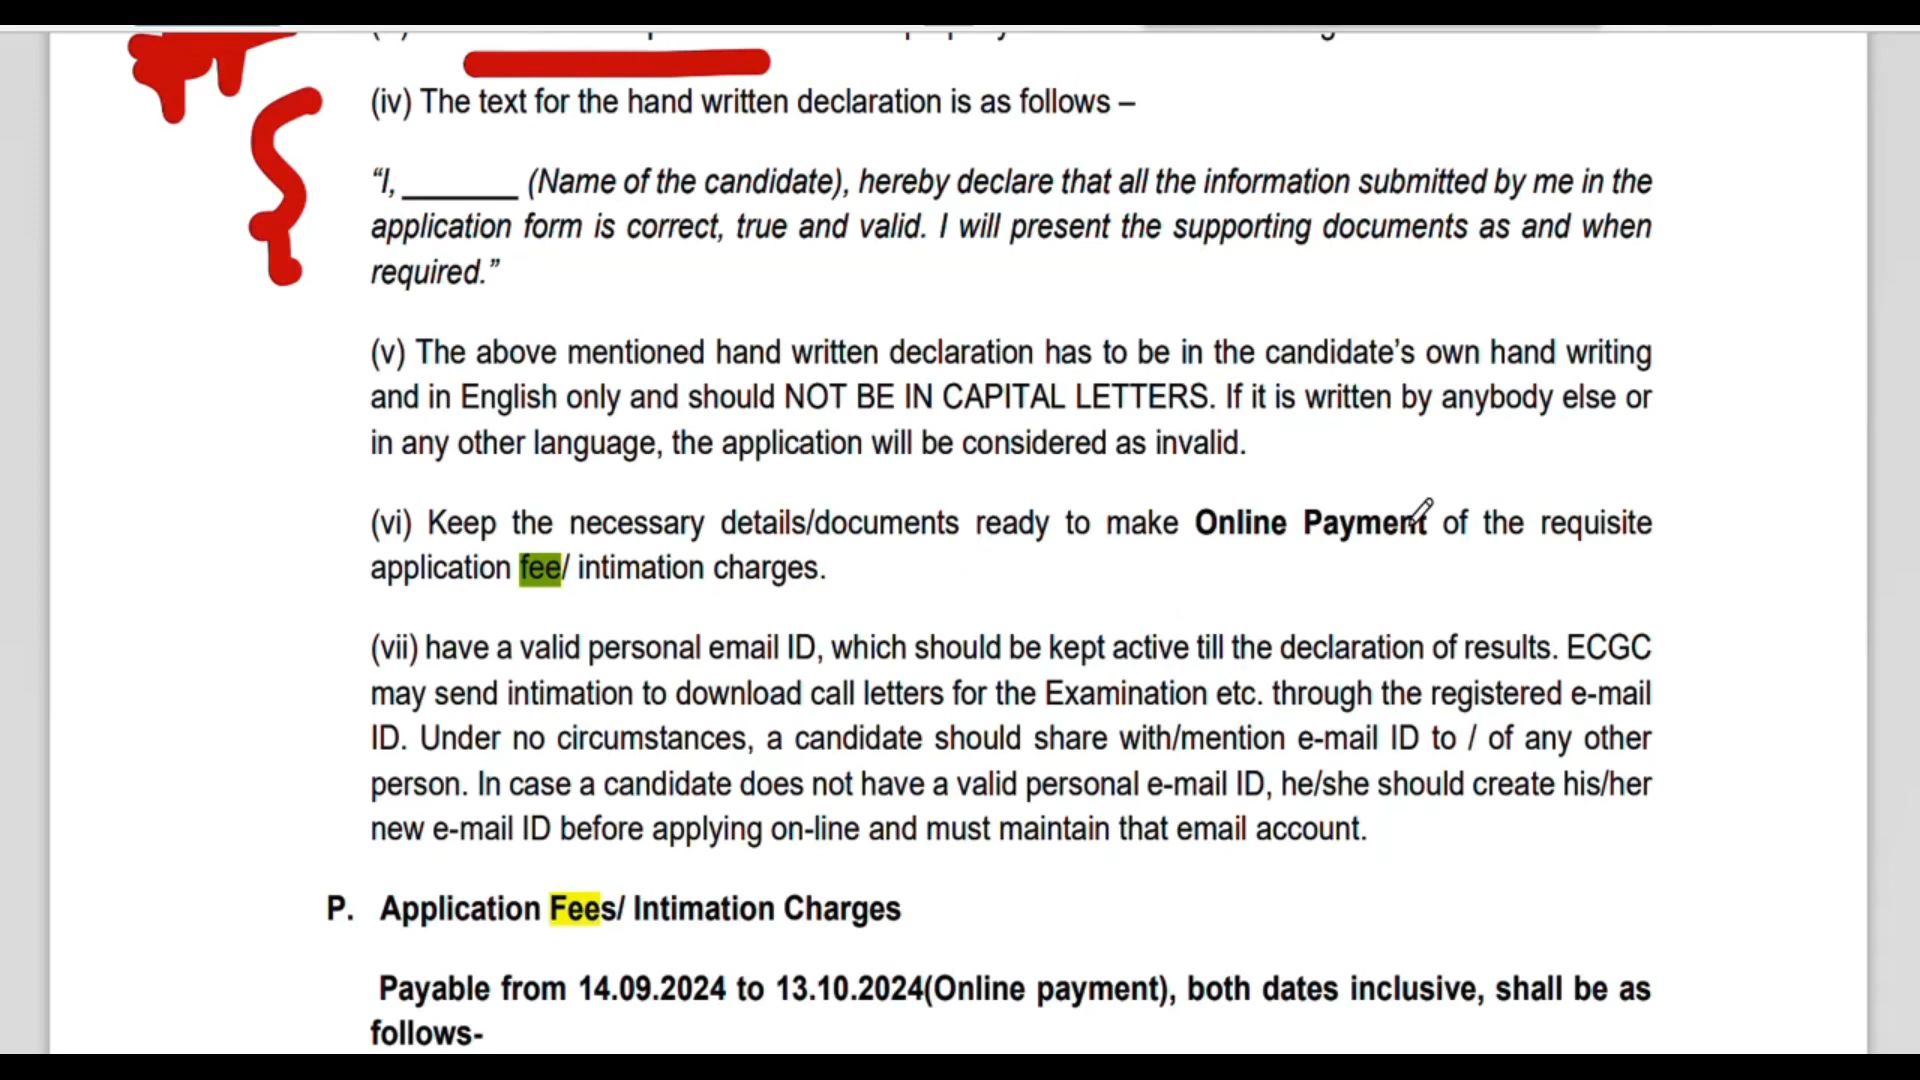 (iv) The text for the hand written declaration is as follows –
“I, _______ (Name of the candidate), hereby declare that all the information submitted by me in the
application form is correct, true and valid. I will present the supporting documents as and when
required.”
(v) The above mentioned hand written declaration has to be in the candidate’s own hand writing
and in English only and should NOT BE IN CAPITAL LETTERS. If it is written by anybody else or
in any other language, the application will be considered as invalid.
(vi) Keep the necessary details/documents ready to make Online Payment of the requisite
application fee/ intimation charges.
(vii) have a valid personal email ID, which should be kept active till the declaration of results. ECGC
may send intimation to download call letters for the Examination etc. through the registered e-mail
ID. Under no circumstances, a candidate should share with/mention e-mail ID to / of any other
person. In case a candidate does not have a valid personal e-mail ID, he/she should create his/her
new e-mail ID before applying on-line and must maintain that email account.
P. Application Fees/ Intimation Charges
Payable from 14.09.2024 to 13.10.2024(Online payment), both dates inclusive, shall be as
follows-